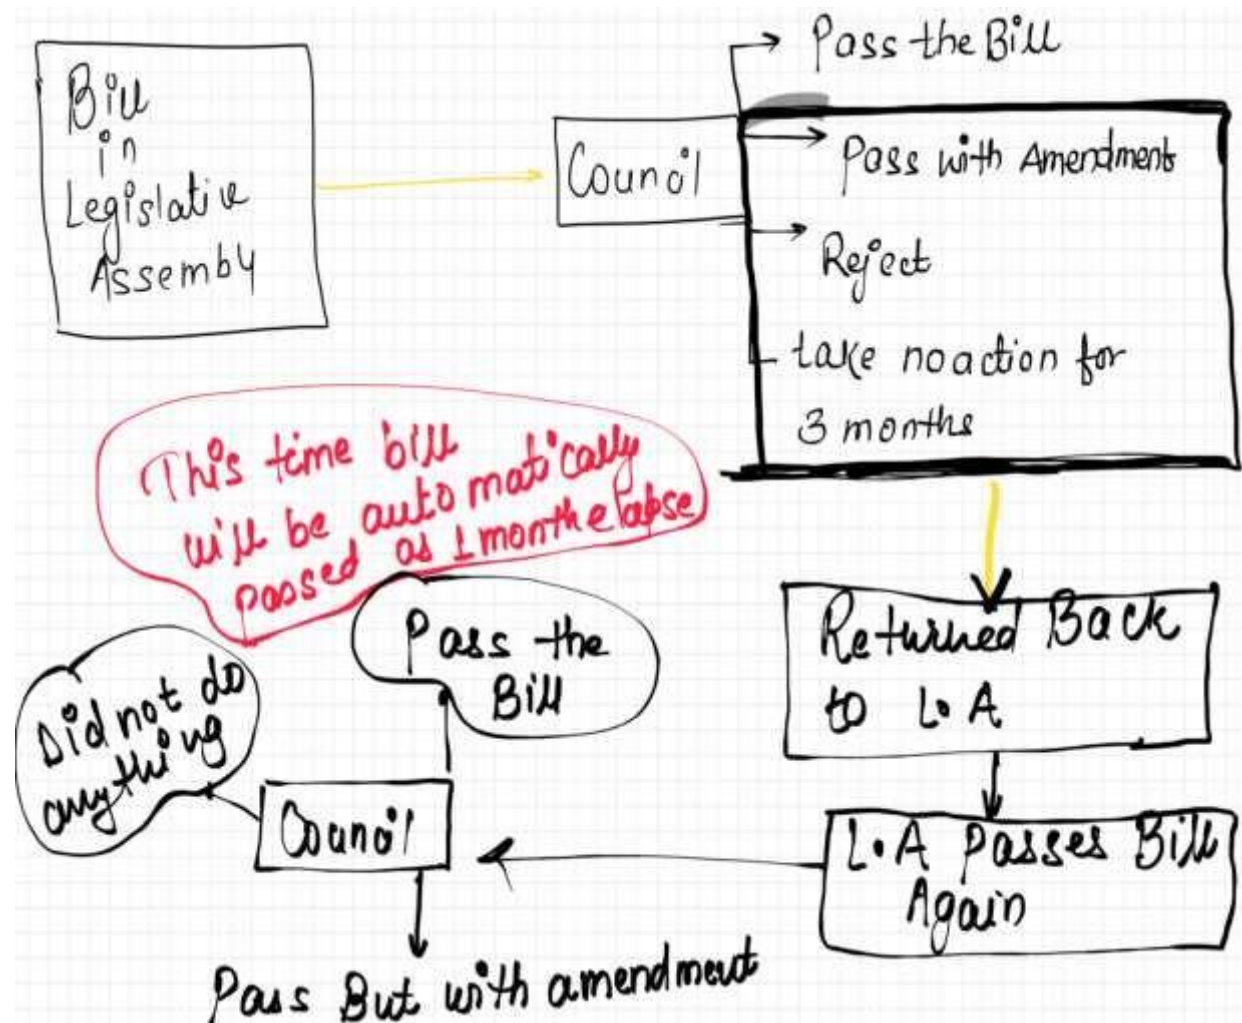 Bill
in
Legislative
Assembly
Council
Pass the Bill
Pass with Amendments
Reject
take no action for
3 months
This time bill
will be automatically
passed as 1 month elapse
Returned Back
to L.A
L.A Passes Bill
Again
Council
Pass the
Bill
Did not do
anything
Pass But with amendment